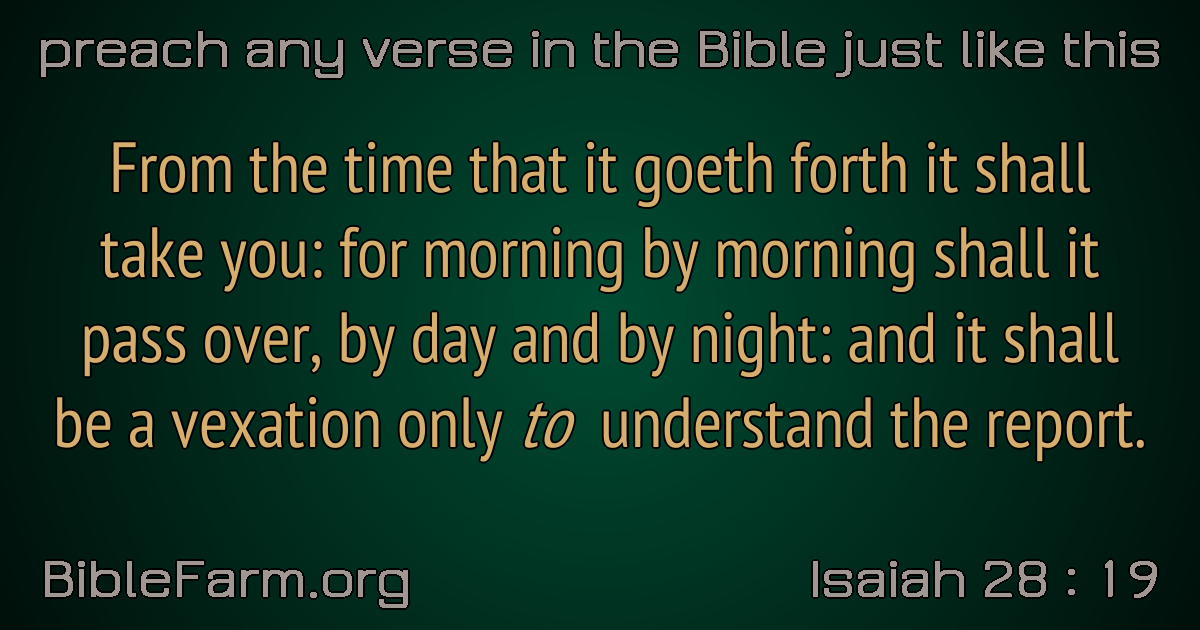 preach any verse in the Bible just like this
From the time that it goeth forth it shall
take you: for morning by morning shall it
pass over, by day and by night: and it shall
be a vexation only to understand the report.
BibleFarm.org
Isaiah 28 : 19